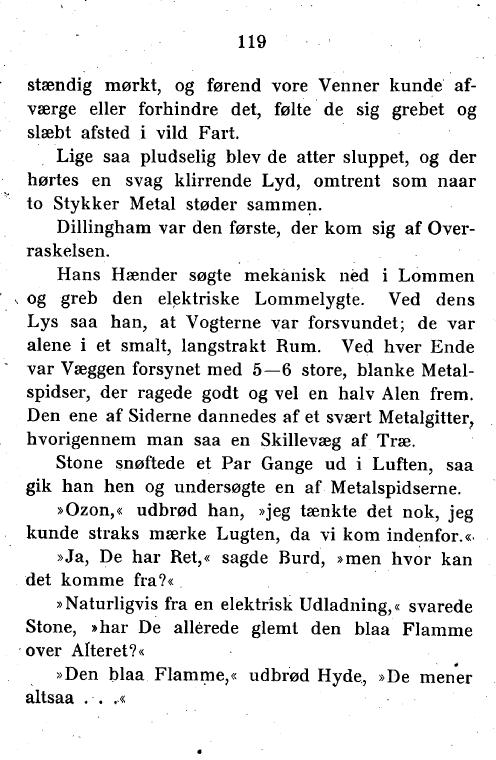 119
stændig mørkt, og førend vore Venner kunde af-
værge eller forhindre det, følte de sig grebet og
slæbt afsted i vild Fart.
Lige saa pludselig blev de atter sluppet, og der
hørtes en svag klirrende Lyd, omtrent som naar
to Stykker Metal støder sammen.
Dillingham var den første, der kom sig af Over-
raskelsen.
Hans Hænder søgte mekanisk ned i Lommen
og greb den elektriske Lommelygte. Ved dens
Lys saa han, at Vogterne var forsvundet; de var
alene i et smalt, langstrakt Rum. Ved hver Ende
var Væggen forsynet med 5—6 store, blanke Metal-
spidser, der ragede godt og vel en halv Alen frem.
Den ene af Siderne dannedes af et svært Metalgitter,
hvorigennem man saa en Skillevæg af Træ.
Stone snøftede et Par Gange ud i Luften, saa
gik han hen og undersøgte en af Metalspidserne.
»Ozon,« udbrød han, »jeg tænkte det nok, jeg
kunde straks mærke Lugten, da vi kom indenfor.«
»Ja, De har Ret,« sagde Burd, »men hvor kan
det komme fra?«
»Naturligvis fra en elektrisk Udladning,« svarede
Stone, »har De allerede glemt den blaa Flamme
over Alteret?«
»Den blaa Flamme,« udbrød Hyde, »De mener
altsaa . . .«